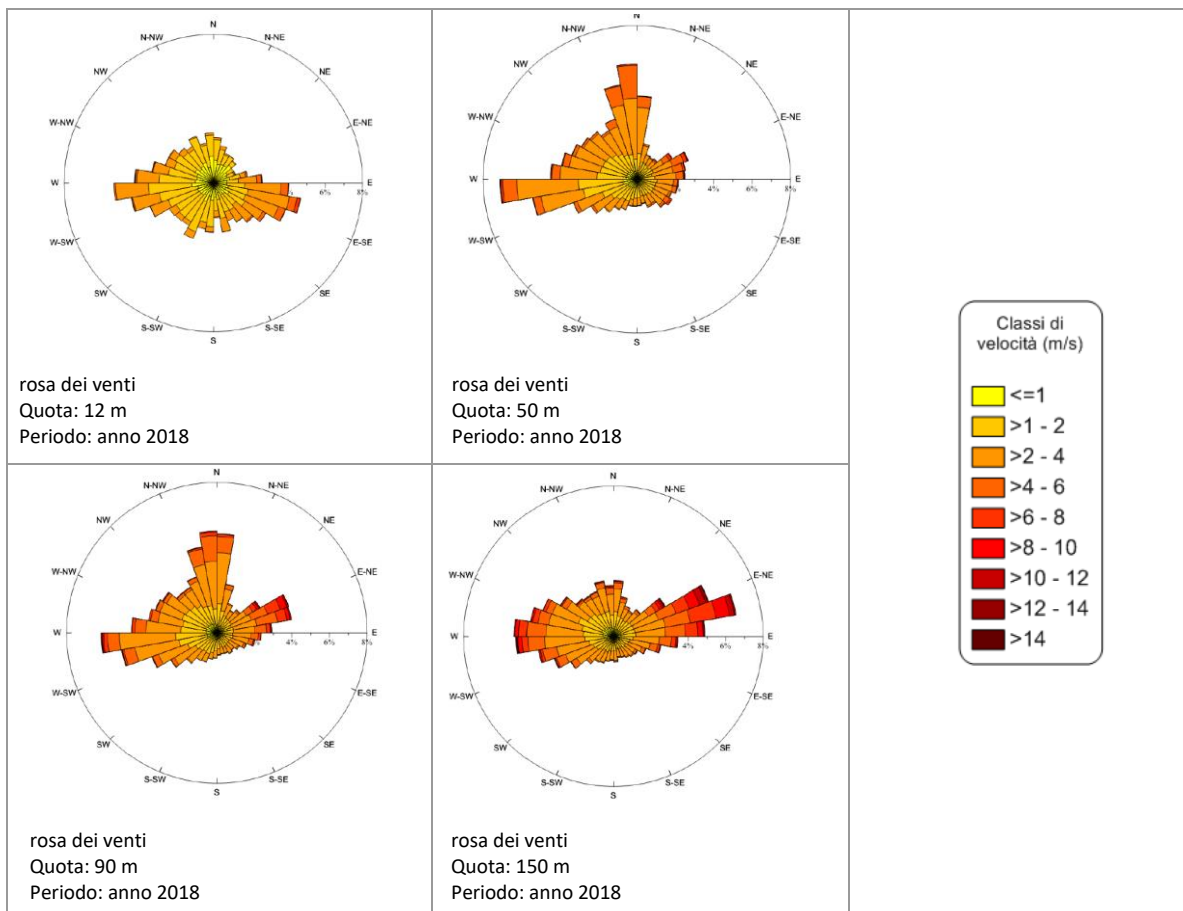 N
N-NW
N-NE
NW
NE
W-NW
E-NE
W
6%
8%
E
W-SW
E-SE
SW
SE
S-SW
S-SE
S
rosa dei venti
Quota: 12 m
Periodo: anno 2018
N
N-NW
N-NE
NW
NE
W-NW
E-NE
W
4%
6%
8%
E
W-SW
E-SE
SW
SE
S-SW
S-SE
S
rosa dei venti
Quota: 50 m
Periodo: anno 2018
Classi di
velocità (m/s)
<=1
>1 - 2
>2 - 4
>4 - 6
>6 - 8
>8 - 10
>10 - 12
>12 - 14
>14
N
N-NW
N-NE
NW
NE
W-NW
E-NE
W
4%
6%
8%
E
W-SW
E-SE
SW
SE
S-SW
S-SE
S
rosa dei venti
Quota: 90 m
Periodo: anno 2018
N
N-NW
N-NE
NW
NE
W-NW
E-NE
W
4%
6%
8%
E
W-SW
E-SE
SW
SE
S-SW
S-SE
S
rosa dei venti
Quota: 150 m
Periodo: anno 2018